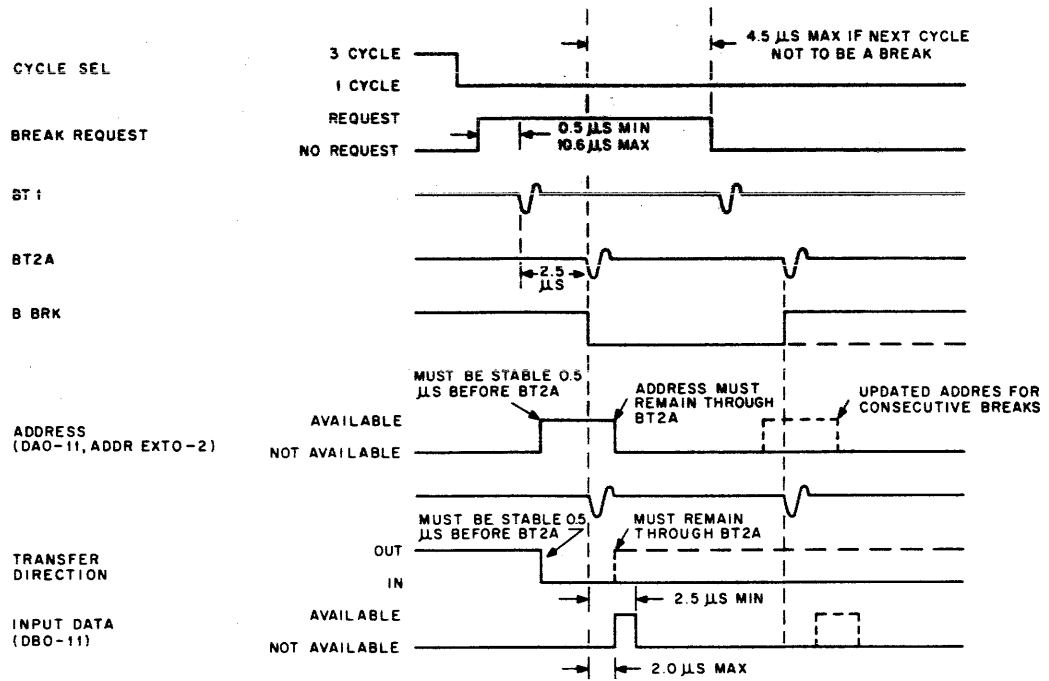 4.5 µS MAX IF NEXT CYCLE
NOT TO BE A BREAK
CYCLE SEL
3 CYCLE
1 CYCLE
BREAK REQUEST
REQUEST
NO REQUEST
0.5 µS MIN
10.6 µS MAX
BT1
BT2A
2.5
µS
B BRK
MUST BE STABLE 0.5
µS BEFORE BT2A
ADDRESS MUST
REMAIN THROUGH
BT2A
UPDATED ADDRES FOR
CONSECUTIVE BREAKS
ADDRESS
(DA0-11, ADDR EXT0-2)
AVAILABLE
NOT AVAILABLE
MUST BE STABLE 0.5
µS BEFORE BT2A
MUST REMAIN
THROUGH BT2A
TRANSFER
DIRECTION
OUT
IN
2.5 µS MIN
INPUT DATA
(DB0-11)
AVAILABLE
NOT AVAILABLE
2.0 µS MAX